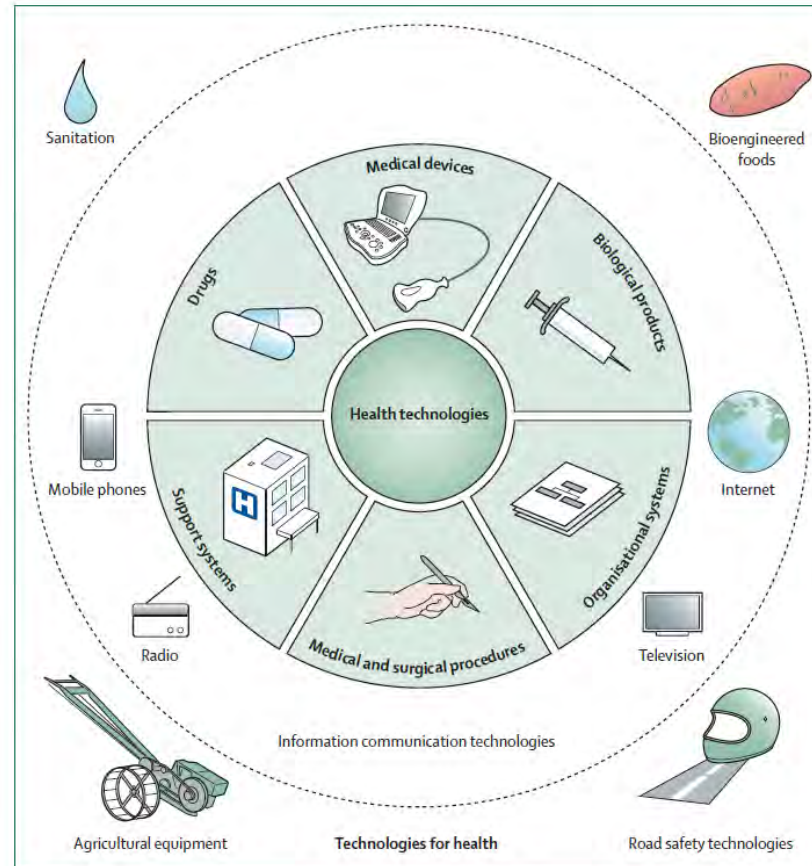 Sanitation
Bioengineered
foods
Medical devices
Drugs
Biological products
Health technologies
Mobile phones
Internet
Support systems
H
Organisational systems
Radio
Television
Medical and surgical procedures
Information communication technologies
Agricultural equipment
Technologies for health
Road safety technologies